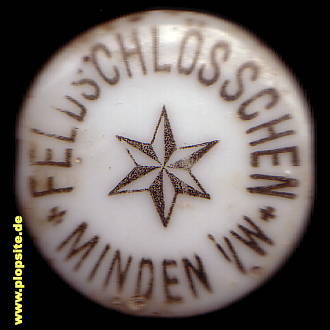 FELDSCHLÖSSCHEN
* MINDEN i/W *
www.plopsite.de